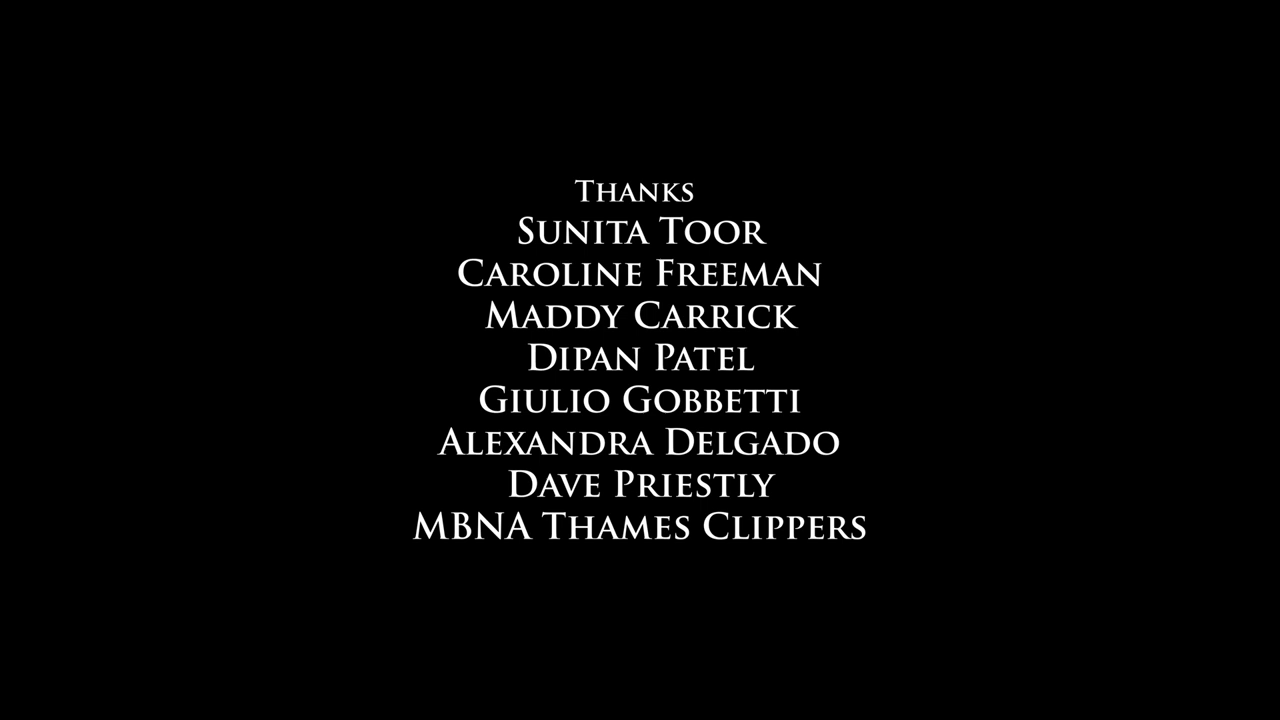 Thanks
Sunita Toor
Caroline Freeman
Maddy Carrick
Dipan Patel
Giulio Gobbetti
Alexandra Delgado
Dave Priestly
MBNA Thames Clippers